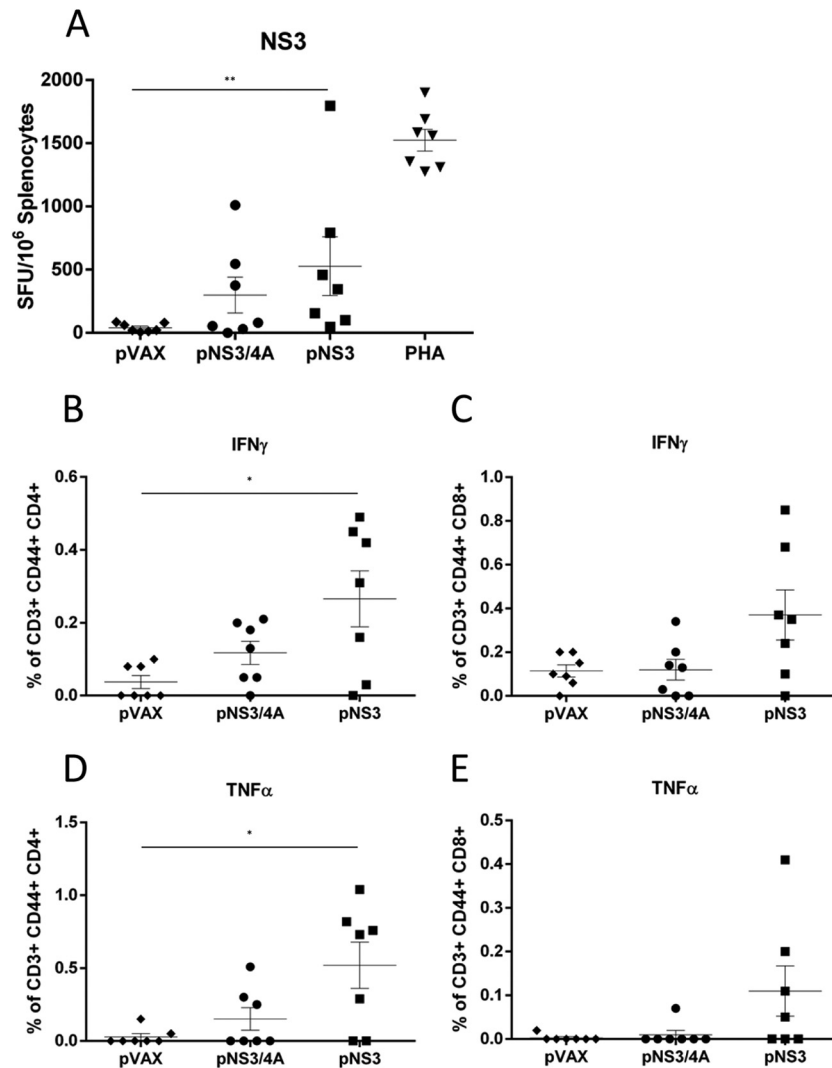 A
NS3
**
2000
1500
1000
500
0
SFU/10⁶ Splenocytes
pVAX pNS3/4A pNS3 PHA
B
IFNγ
*
0.6
0.4
0.2
0.0
% of CD3+ CD44+ CD4+
pVAX pNS3/4A pNS3
C
IFNγ
1.0
0.8
0.6
0.4
0.2
0.0
% of CD3+ CD44+ CD8+
pVAX pNS3/4A pNS3
D
TNFα
*
1.5
1.0
0.5
0.0
% of CD3+ CD44+ CD4+
pVAX pNS3/4A pNS3
E
TNFα
0.5
0.4
0.3
0.2
0.1
0.0
% of CD3+ CD44+ CD8+
pVAX pNS3/4A pNS3